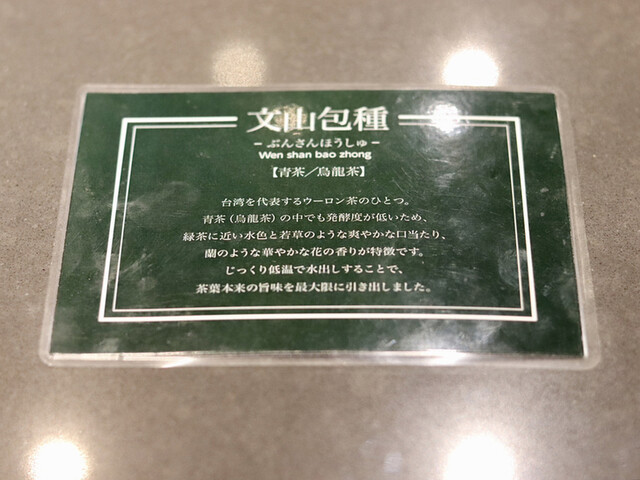 文山包種
- ぶんさんほうしゅ -
Wen shan bao zhong
【青茶／烏龍茶】
台湾を代表するウーロン茶のひとつ。
青茶（烏龍茶）の中でも発酵度が低いため、
緑茶に近い水色と若草のような爽やかな口当たり、
蘭のような華やかな花の香りが特徴です。
じっくり低温で水出しすることで、
茶葉本来の旨味を最大限に引き出しました。